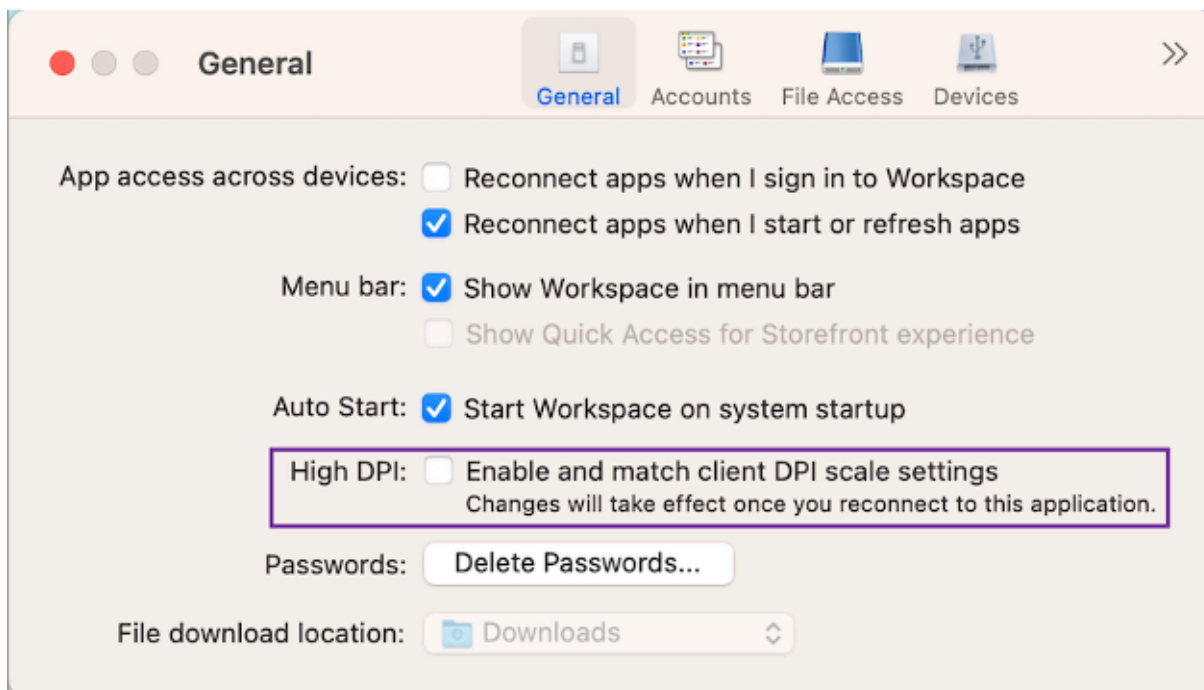 General
General Accounts File Access Devices
App access across devices: Reconnect apps when I sign in to Workspace
Reconnect apps when I start or refresh apps
Menu bar: Show Workspace in menu bar
Show Quick Access for Storefront experience
Auto Start: Start Workspace on system startup
High DPI: Enable and match client DPI scale settings
Changes will take effect once you reconnect to this application.
Passwords: Delete Passwords...
File download location: Downloads